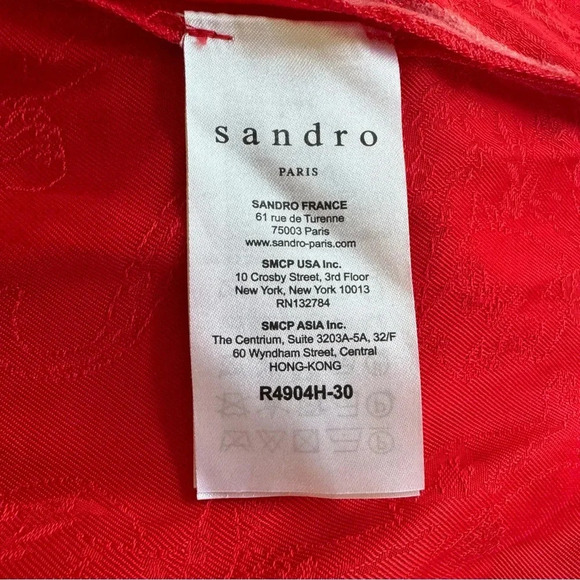 sandro
PARIS
SANDRO FRANCE
61 rue de Turenne
75003 Paris
www.sandro-paris.com
SMCP USA Inc.
10 Crosby Street, 3rd Floor
New York, New York 10013
RN132784
SMCP ASIA Inc.
The Centrium, Suite 3203A-5A, 32/F
60 Wyndham Street, Central
HONG-KONG
R4904H-30